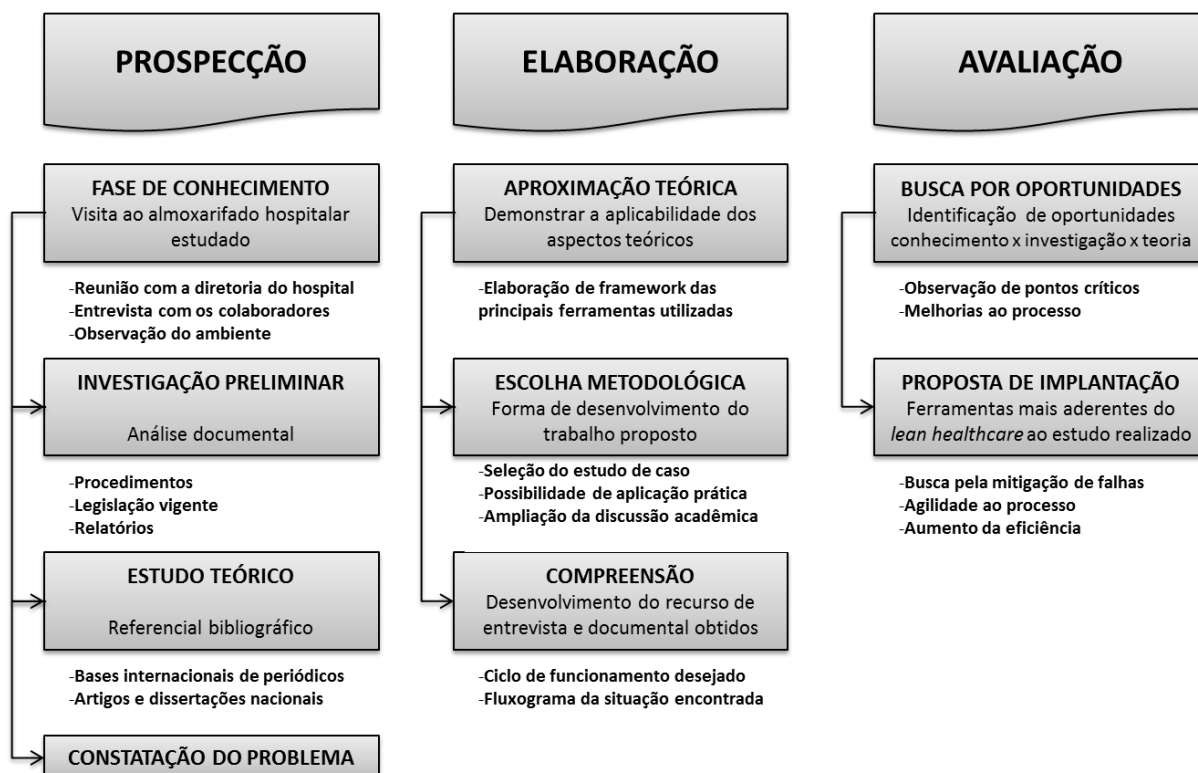 PROSPECÇÃO
FASE DE CONHECIMENTO
Visita ao almoxarifado hospitalar
estudado
-Reunião com a diretoria do hospital
-Entrevista com os colaboradores
-Observação do ambiente
INVESTIGAÇÃO PRELIMINAR
Análise documental
-Procedimentos
-Legislação vigente
-Relatórios
ESTUDO TEÓRICO
Referencial bibliográfico
-Bases internacionais de periódicos
-Artigos e dissertações nacionais
CONSTATAÇÃO DO PROBLEMA
ELABORAÇÃO
APROXIMAÇÃO TEÓRICA
Demonstrar a aplicabilidade dos
aspectos teóricos
-Elaboração de framework das
principais ferramentas utilizadas
ESCOLHA METODOLÓGICA
Forma de desenvolvimento do
trabalho proposto
-Seleção do estudo de caso
-Possibilidade de aplicação prática
-Ampliação da discussão acadêmica
COMPREENSÃO
Desenvolvimento do recurso de
entrevista e documental obtidos
-Ciclo de funcionamento desejado
-Fluxograma da situação encontrada
AVALIAÇÃO
BUSCA POR OPORTUNIDADES
Identificação de oportunidades
conhecimento x investigação x teoria
-Observação de pontos críticos
-Melhorias ao processo
PROPOSTA DE IMPLANTAÇÃO
Ferramentas mais aderentes do
lean healthcare ao estudo realizado
-Busca pela mitigação de falhas
-Agilidade ao processo
-Aumento da eficiência